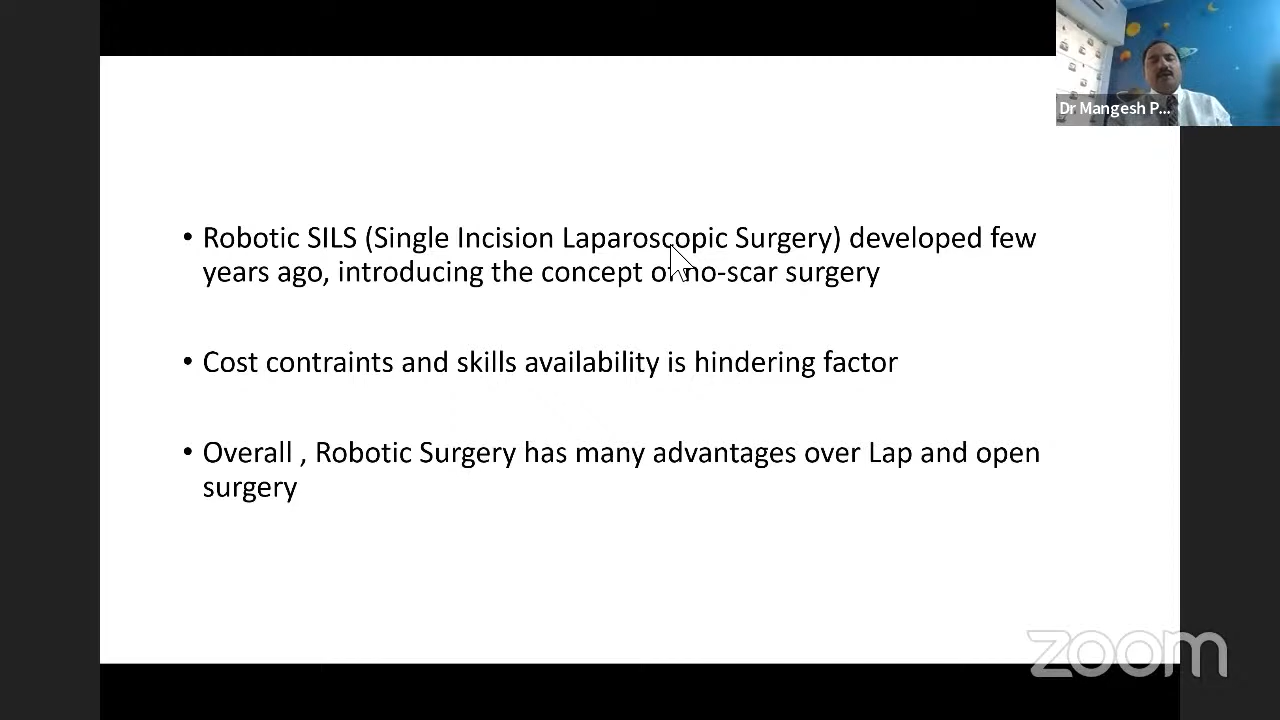 Dr Mangesh P...
• Robotic SILS (Single Incision Laparoscopic Surgery) developed few
years ago, introducing the concept of no-scar surgery
• Cost contraints and skills availability is hindering factor
• Overall , Robotic Surgery has many advantages over Lap and open
surgery
zoom